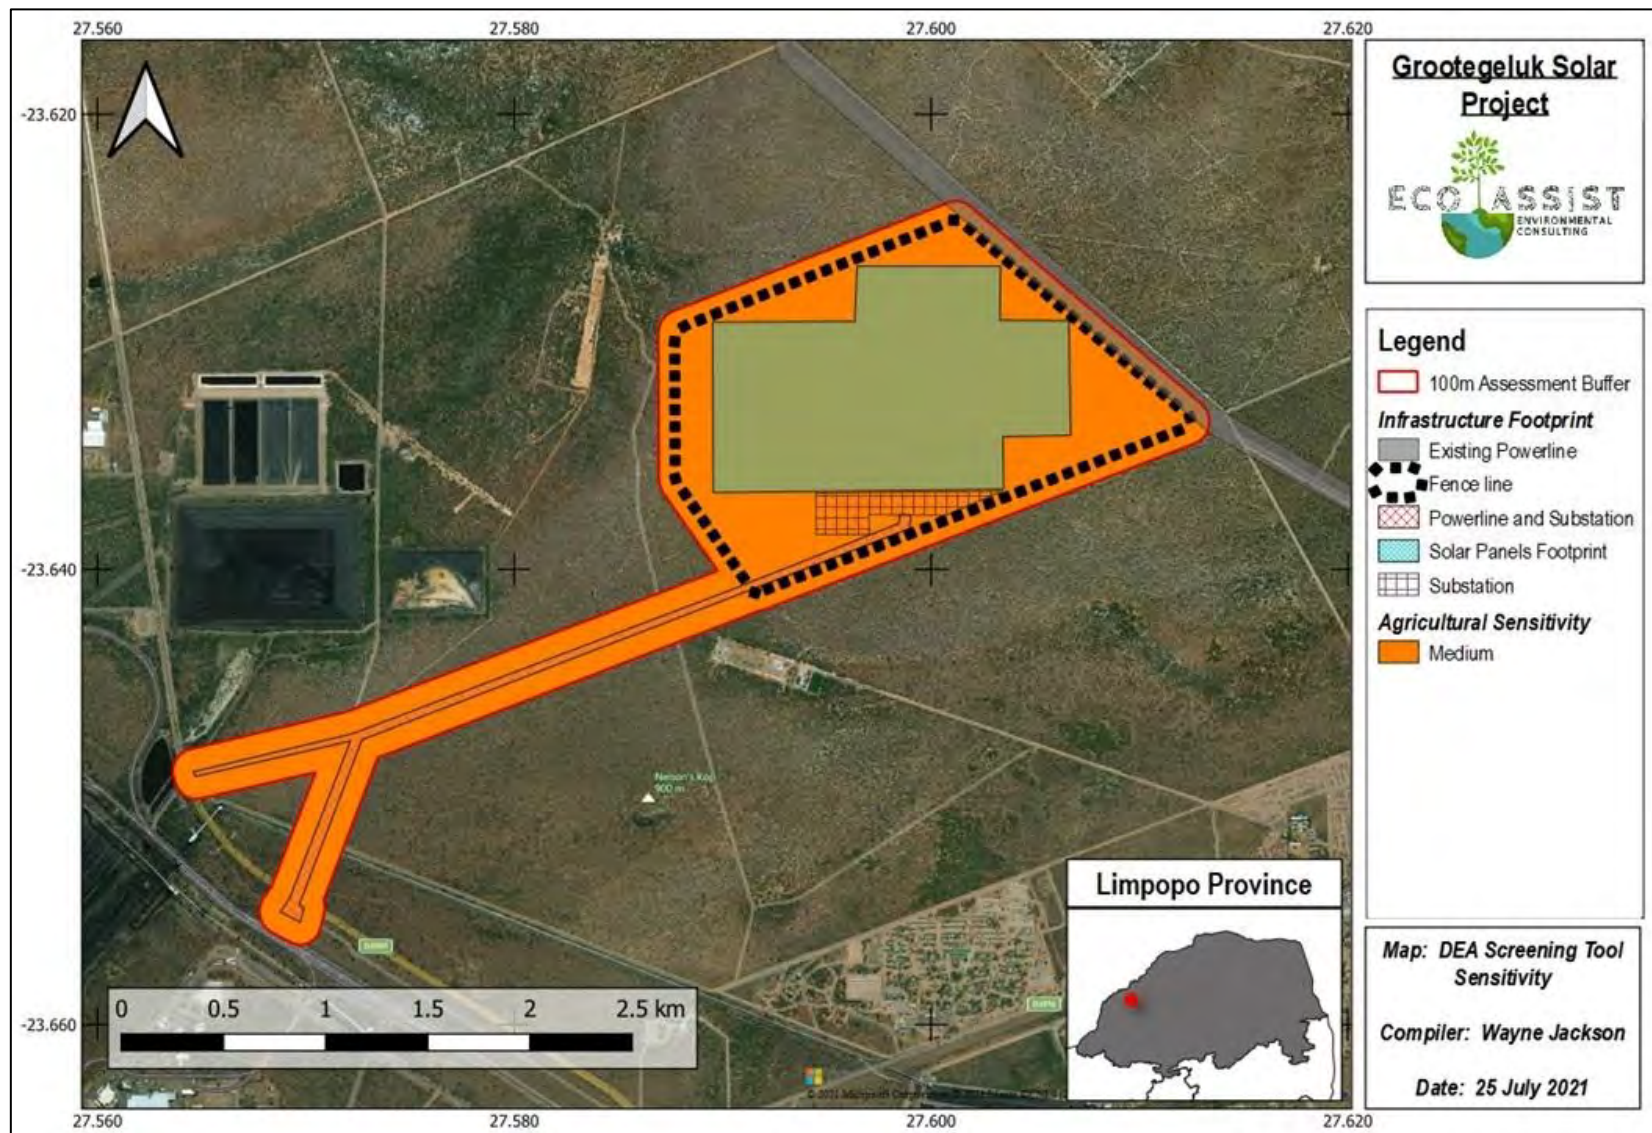 27.560
27.580
27.600
27.620
-23.620
-23.640
-23.660
Nelson's Kop
900 m
0 0.5 1 1.5 2 2.5 km
27.560
27.580
27.600
27.620
Limpopo Province
Grootegeluk Solar
Project
ECO ASSIST
ENVIRONMENTAL
CONSULTING
Legend
100m Assessment Buffer
Infrastructure Footprint
Existing Powerline
Fence line
Powerline and Substation
Solar Panels Footprint
Substation
Agricultural Sensitivity
Medium
Map: DEA Screening Tool
Sensitivity
Compiler: Wayne Jackson
Date: 25 July 2021